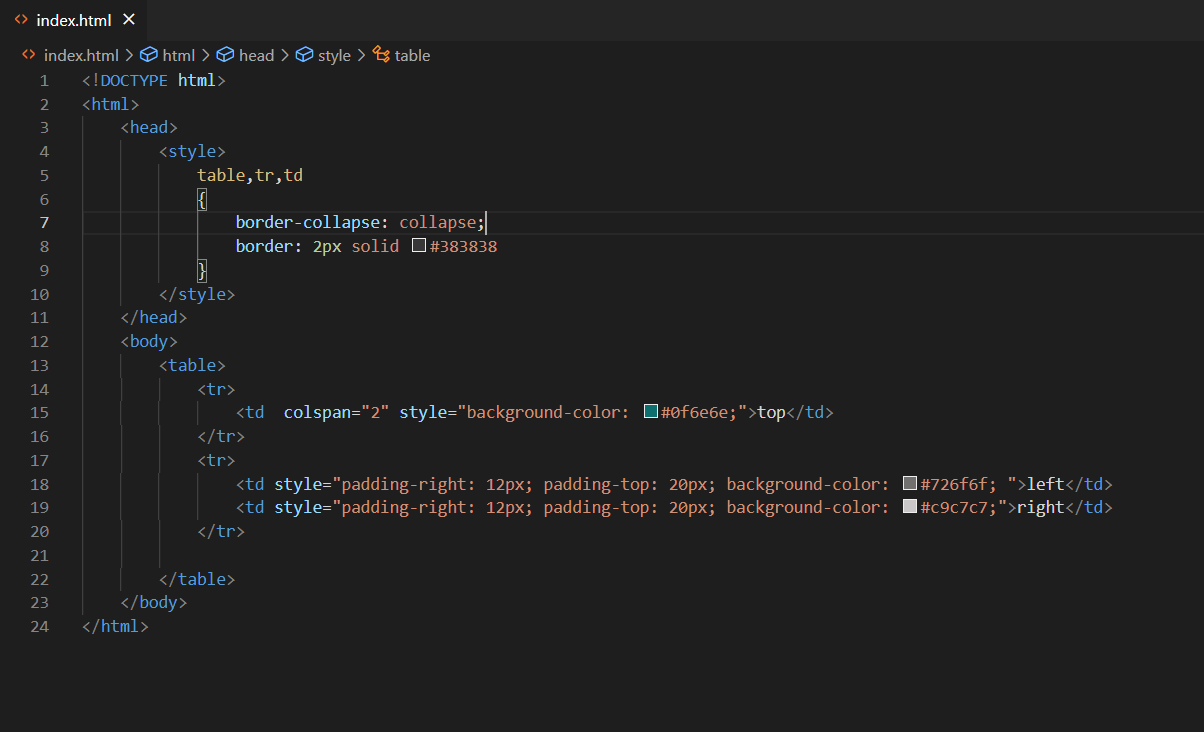 index.html
index.html > html > head > style > table
1 <!DOCTYPE html>
2 <html>
3     <head>
4         <style>
5             table,tr,td
6             {
7                 border-collapse: collapse;
8                 border: 2px solid #383838
9             }
10         </style>
11     </head>
12     <body>
13         <table>
14             <tr>
15                 <td  colspan="2" style="background-color: #0f6e6e;">top</td>
16             </tr>
17             <tr>
18                 <td style="padding-right: 12px; padding-top: 20px; background-color: #726f6f; ">left</td>
19                 <td style="padding-right: 12px; padding-top: 20px; background-color: #c9c7c7;">right</td>
20             </tr>
21
22         </table>
23     </body>
24 </html>